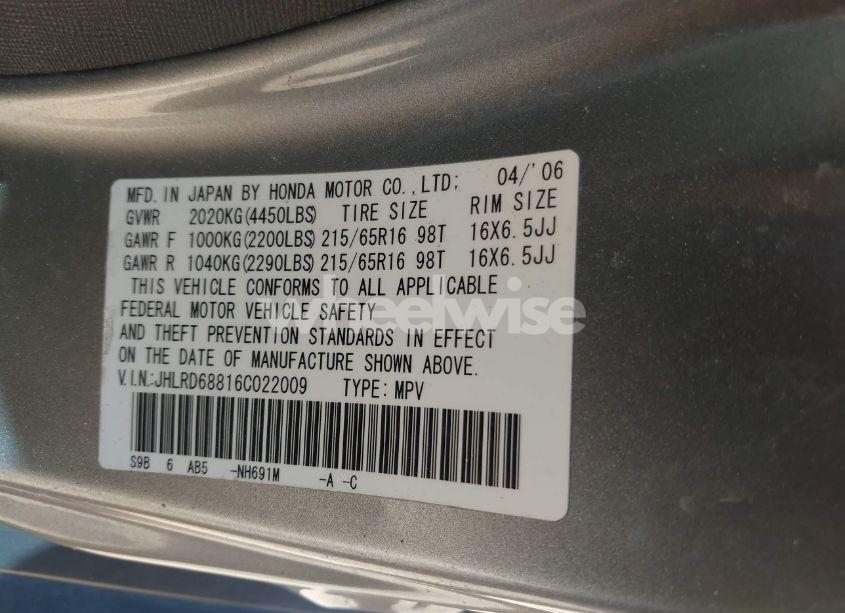 MFD. IN JAPAN BY HONDA MOTOR CO., LTD; 04/'06
GVWR 2020KG(4450LBS) TIRE SIZE RIM SIZE
GAWR F 1000KG(2200LBS) 215/65R16 98T 16X6.5JJ
GAWR R 1040KG(2290LBS) 215/65R16 98T 16X6.5JJ
THIS VEHICLE CONFORMS TO ALL APPLICABLE
FEDERAL MOTOR VEHICLE SAFETY
AND THEFT PREVENTION STANDARDS IN EFFECT
ON THE DATE OF MANUFACTURE SHOWN ABOVE.
V.I.N.:JHLRD68816C022009 TYPE: MPV
S9B 6 AB5 -NH691M -A -C
wheelwise